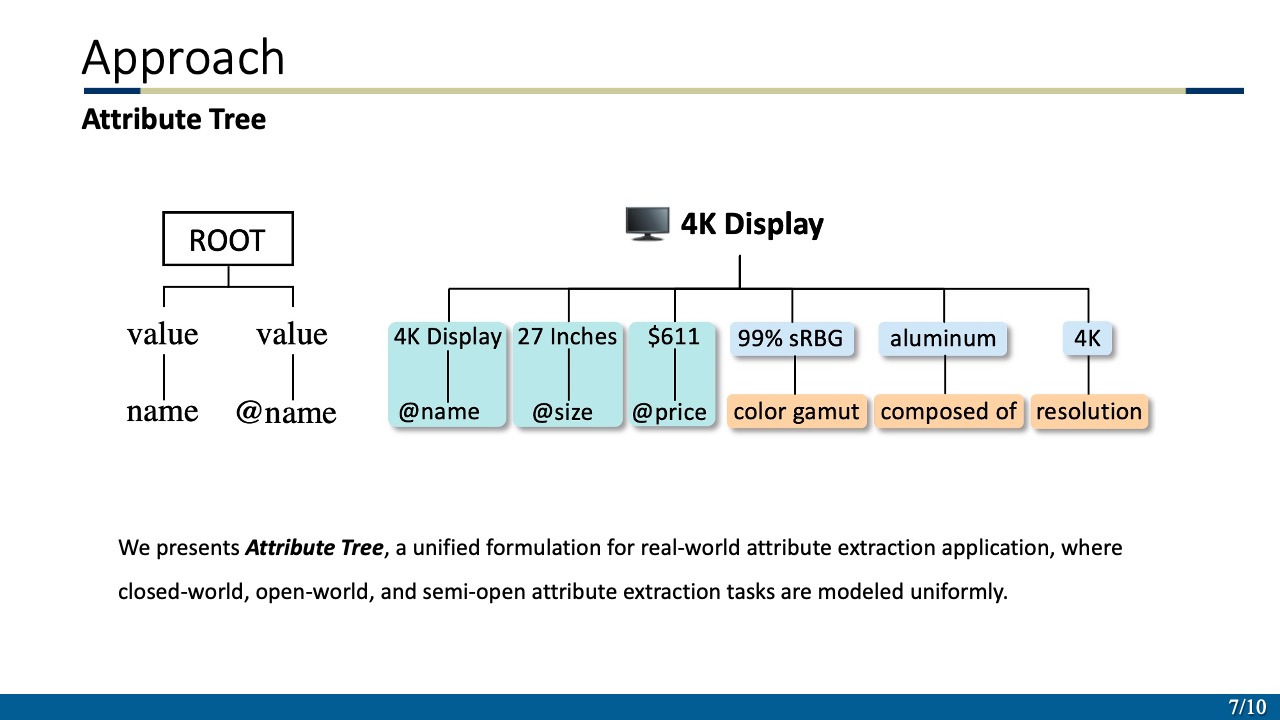 Approach
Attribute Tree
ROOT
value value
name @name
4K Display
4K Display 27 Inches $611 99% sRBG aluminum 4K
@name @size @price color gamut composed of resolution
We presents Attribute Tree, a unified formulation for real-world attribute extraction application, where
closed-world, open-world, and semi-open attribute extraction tasks are modeled uniformly.
7/10